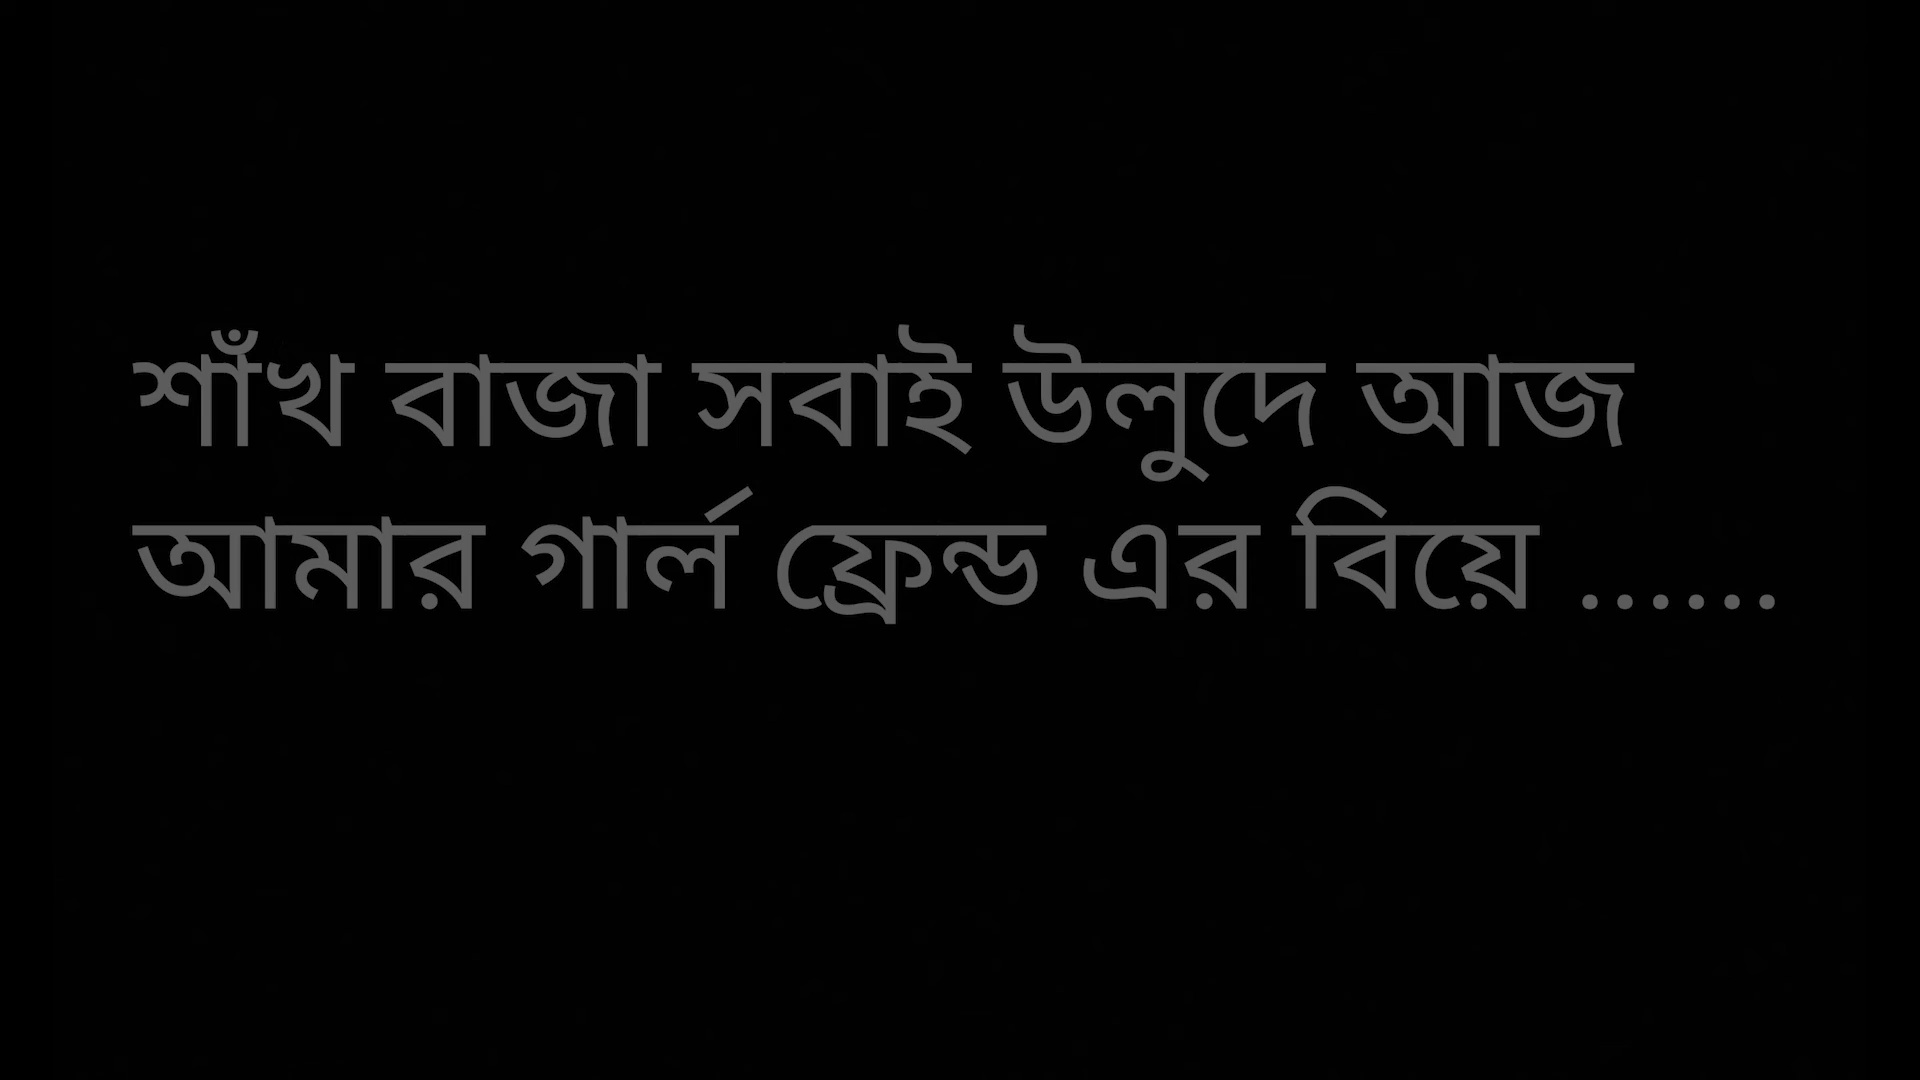 শাঁখ বাজা সবাই উলুদে আজ
আমার গার্ল ফ্রেন্ড এর বিয়ে ......